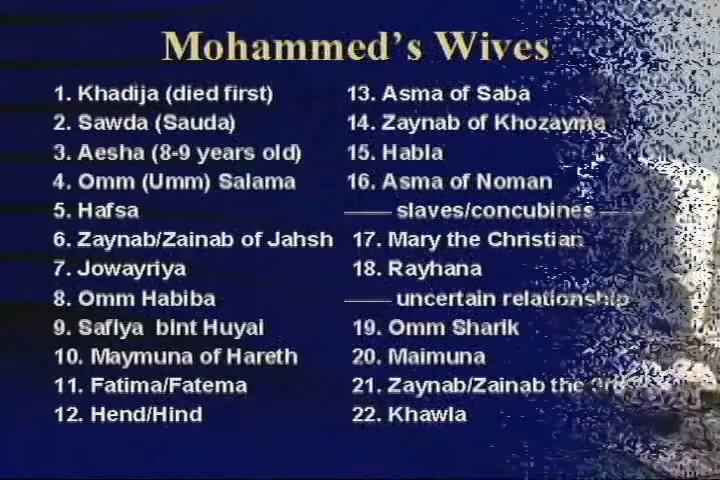 Mohammed's Wives
1. Khadija (died first)
2. Sawda (Sauda)
3. Aesha (8-9 years old)
4. Omm (Umm) Salama
5. Hafsa
6. Zaynab/Zainab of Jahsh
7. Jowayriya
8. Omm Habiba
9. Safiya bint Huyai
10. Maymuna of Hareth
11. Fatima/Fatema
12. Hend/Hind
13. Asma of Saba
14. Zaynab of Khozayma
15. Habla
16. Asma of Noman
—— slaves/concubines ——
17. Mary the Christian
18. Rayhana
—— uncertain relationship
19. Omm Sharik
20. Maimuna
21. Zaynab/Zainab the
22. Khawla